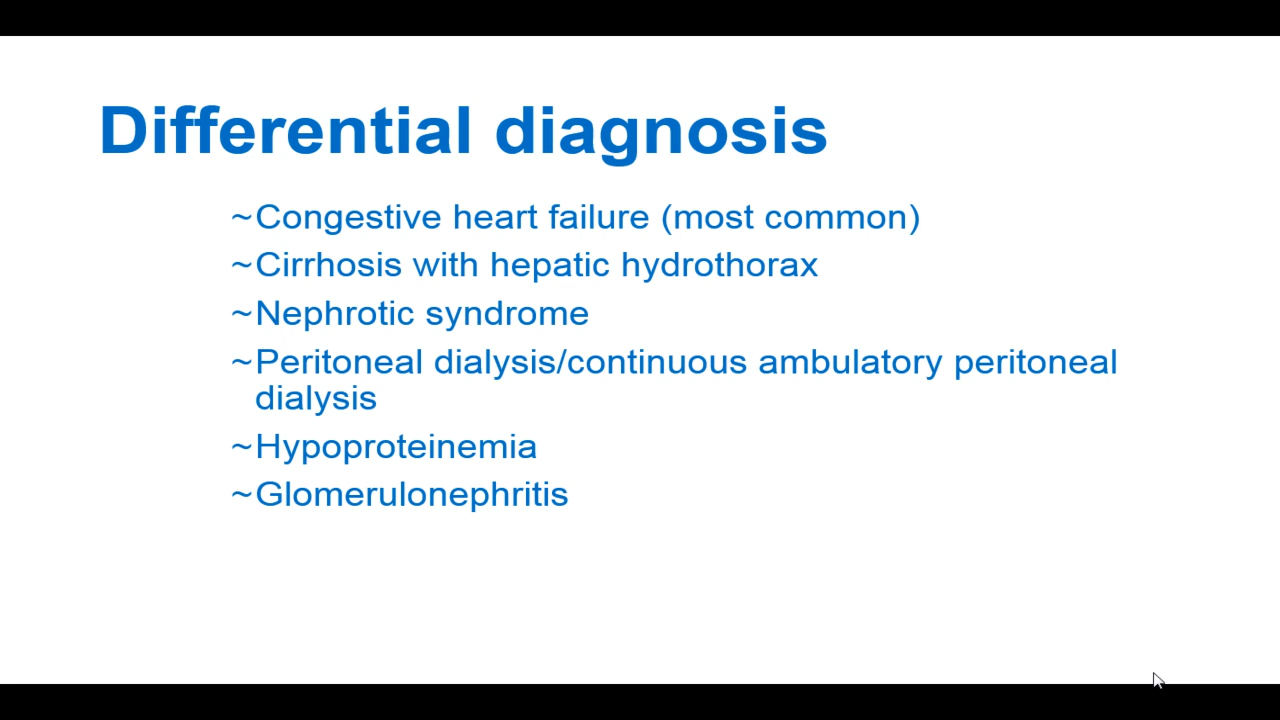 Differential diagnosis
~Congestive heart failure (most common)
~Cirrhosis with hepatic hydrothorax
~Nephrotic syndrome
~Peritoneal dialysis/continuous ambulatory peritoneal
dialysis
~Hypoproteinemia
~Glomerulonephritis